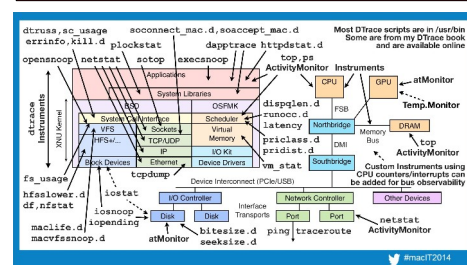 dtruss,sc_usage
errinfo,kill.d
opensnoop
netstat
plockstat
sctop
soconnect_mac.d,soaccept_mac.d
execsnoop
dapptrace
httpdstat.d
top,ps
ActivityMonitor
Instruments
Most DTrace scripts are in /usr/bin
Some are from my DTrace book
and are available online
Applications
System Libraries
BSD
OSFMK
System Call Interface
VFS
HFS+/...
Block Devices
Sockets
TCP/UDP
IP
Ethernet
Scheduler
Virtual
Memory
I/O Kit
Device Drivers
dtrace
Instruments
XNU Kernel
dispqlen.d
runocc.d
latency
priclass.d
pridist.d
vm_stat
CPU
GPU
atMonitor
Temp.Monitor
FSB
Northbridge
DMI
Southbridge
Memory
Bus
DRAM
top
ActivityMonitor
Custom Instruments using
CPU counters/interrupts can
be added for bus observability
fs_usage
hfsslower.d
df,nfstat
iostat
iosnoop
iopending
maclife.d
macvfssnoop.d
tcpdump
Device Interconnect (PCIe/USB)
I/O Controller
Interface
Transports
Network Controller
Other Devices
Disk
Disk
Port
Port
atMonitor
bitesize.d
seeksize.d
ping
traceroute
netstat
ActivityMonitor
#macIT2014